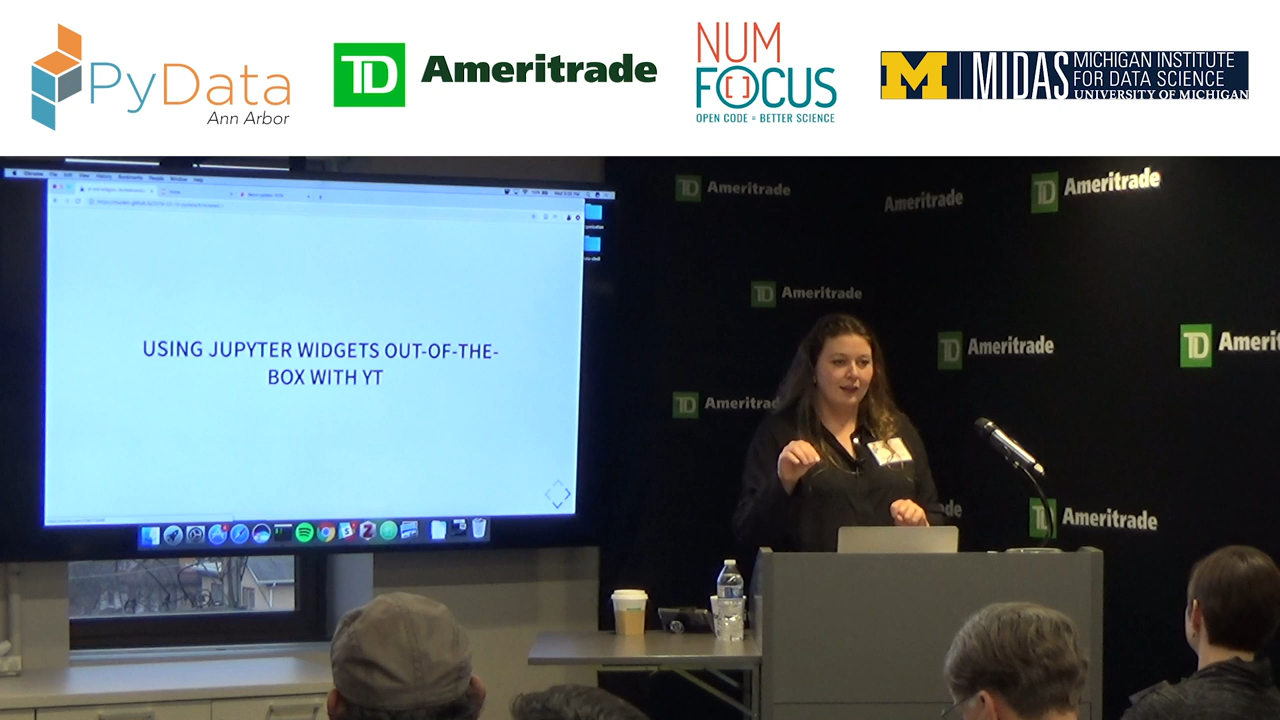 PyData
Ann Arbor
TD Ameritrade
NUM
FOCUS
OPEN CODE = BETTER SCIENCE
M MIDAS
MICHIGAN INSTITUTE
FOR DATA SCIENCE
UNIVERSITY OF MICHIGAN
USING JUPYTER WIDGETS OUT-OF-THE-
BOX WITH YT
TD Ameritrade
Ameritrade
TD Ameritrade
TD Ameritrade
TD Ameritrade
TD Ameri
TD Ameritrade
TD Ameritrade